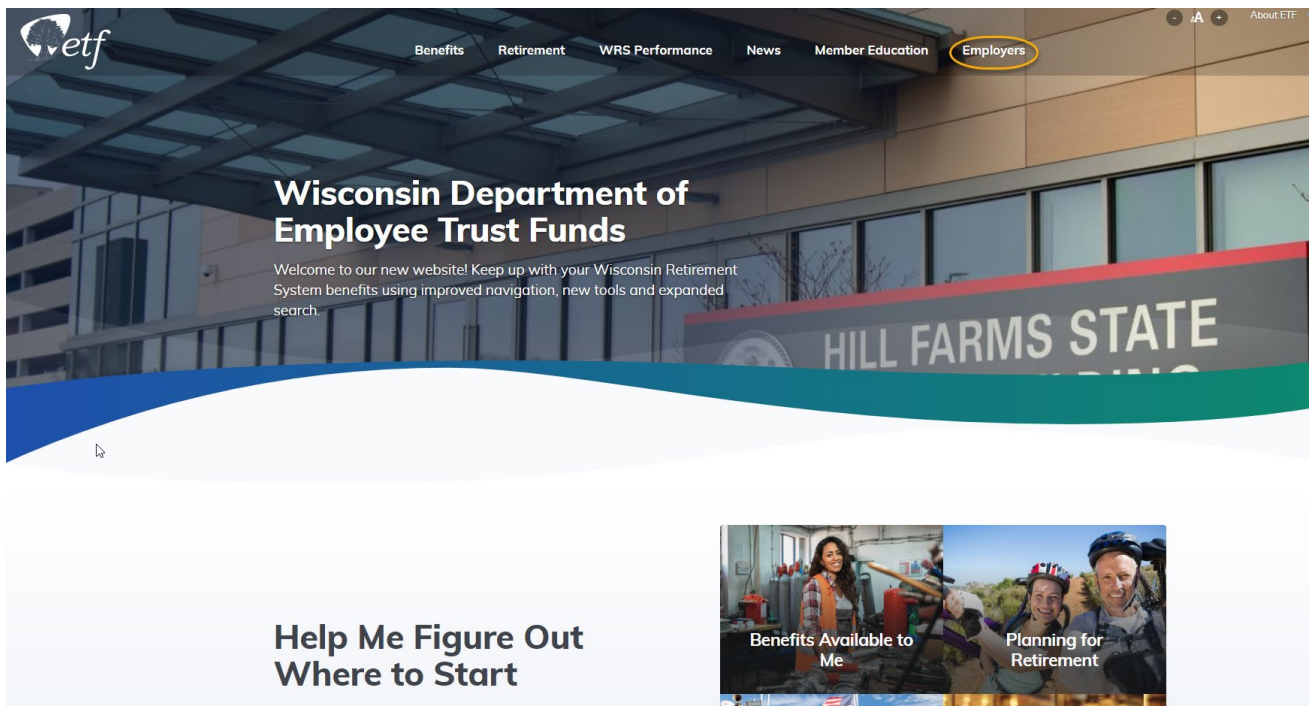 etf
- AA +
About ETF
Benefits Retirement WRS Performance News Member Education Employers
Wisconsin Department of
Employee Trust Funds
Welcome to our new website! Keep up with your Wisconsin Retirement
System benefits using improved navigation, new tools and expanded
search.
HILL FARMS STATE
Help Me Figure Out
Where to Start
Benefits Available to
Me
Planning for
Retirement